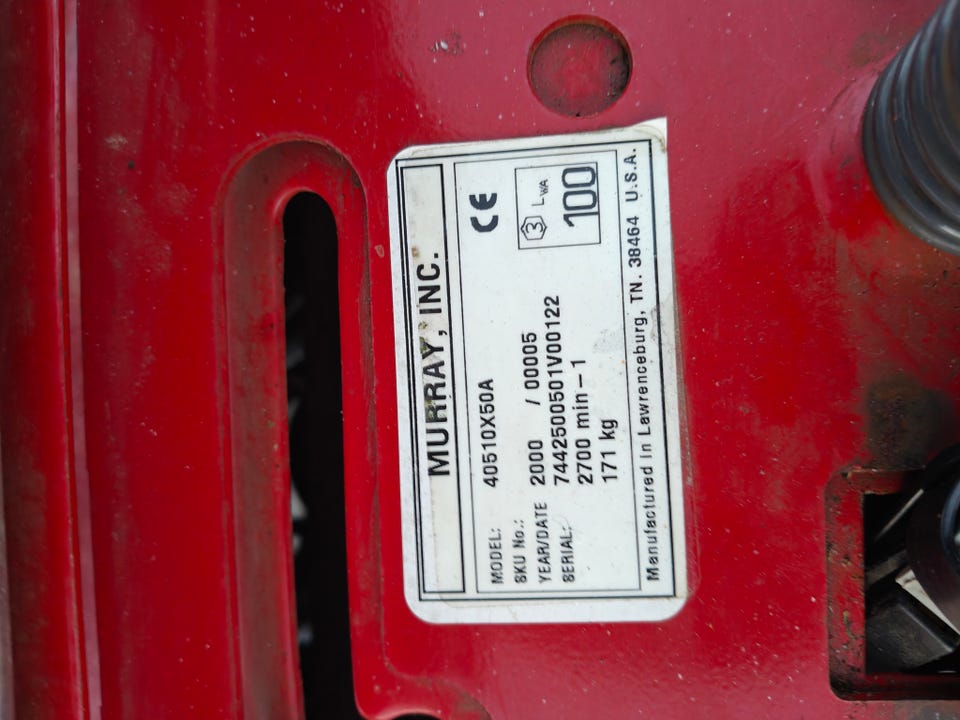 MURRAY, INC.
MODEL: 40510X50A
SKU No.:
YEAR/DATE 2000 / 00005
SERIAL: 7442500501V00122
2700 min-1
171 kg
CE
3 LWA
100
Manufactured in Lawrenceburg, TN. 38464 U.S.A.